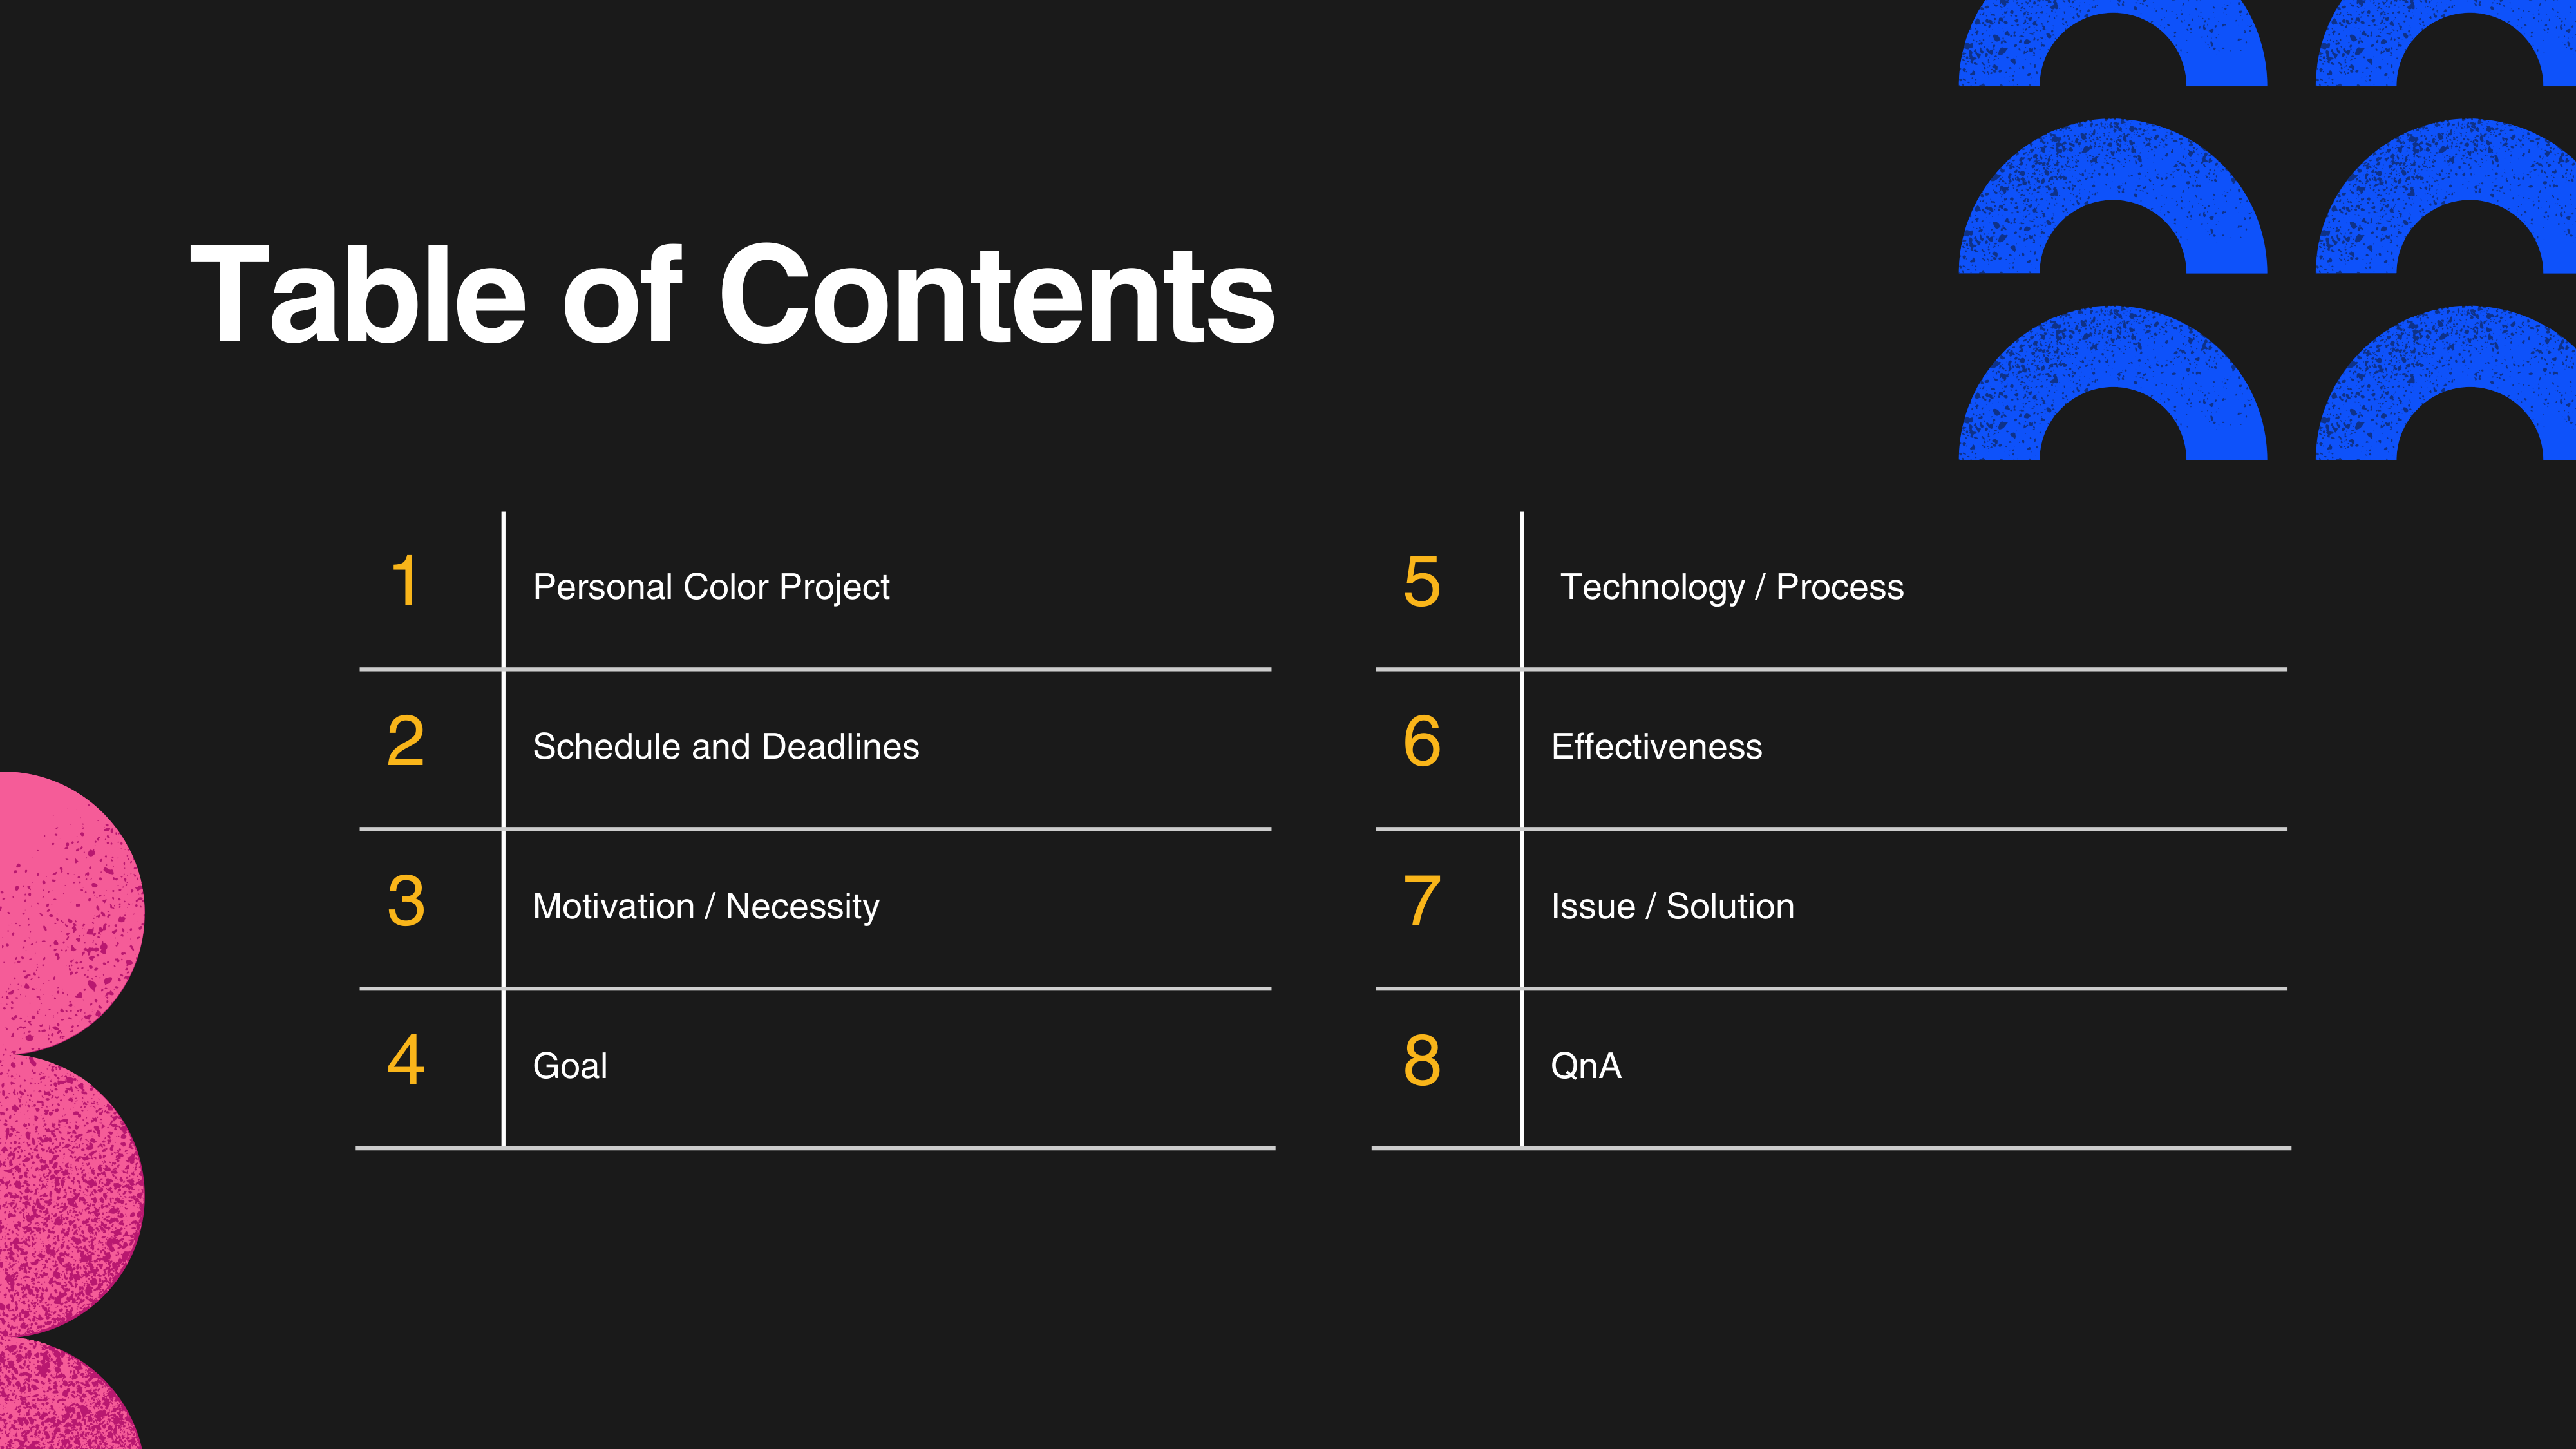 Table of Contents
1 Personal Color Project
2 Schedule and Deadlines
3 Motivation / Necessity
4 Goal
5 Technology / Process
6 Effectiveness
7 Issue / Solution
8 QnA